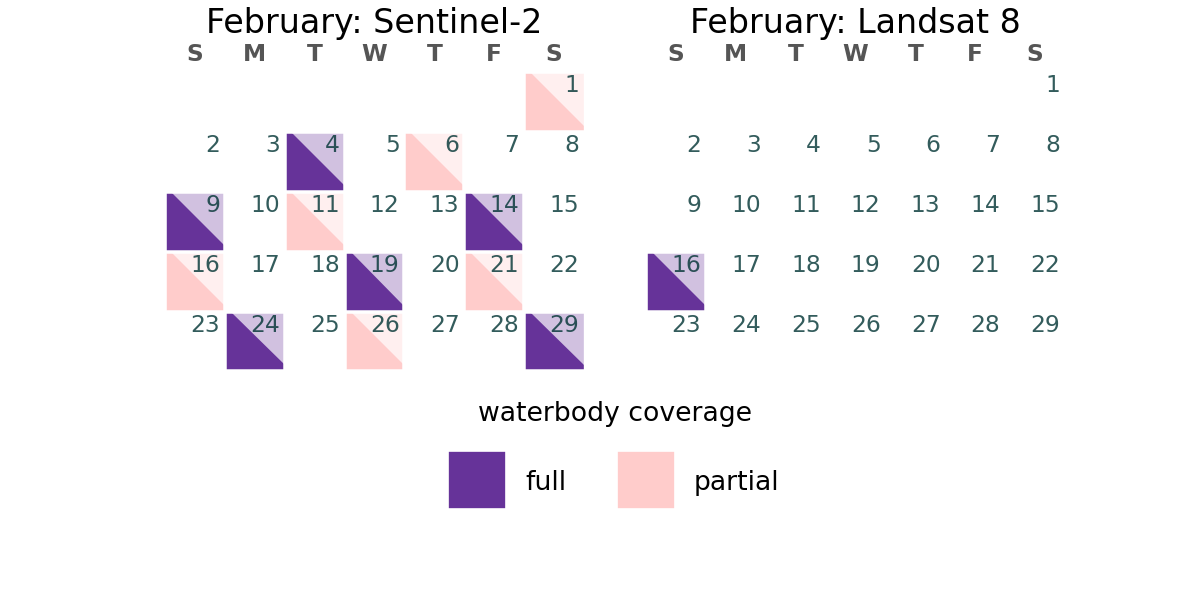 February: Sentinel-2
S M T W T F S
1
2 3 4 5 6 7 8
9 10 11 12 13 14 15
16 17 18 19 20 21 22
23 24 25 26 27 28 29
February: Landsat 8
S M T W T F S
1
2 3 4 5 6 7 8
9 10 11 12 13 14 15
16 17 18 19 20 21 22
23 24 25 26 27 28 29
waterbody coverage
full partial